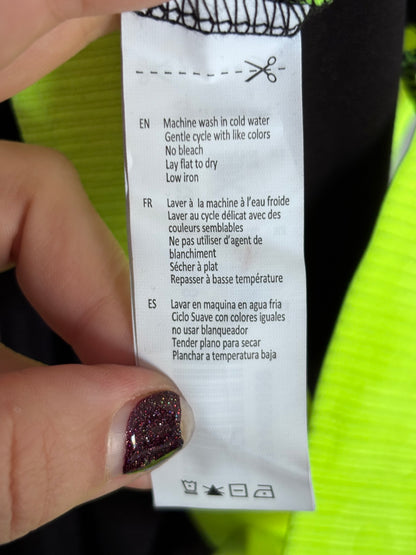 EN Machine wash in cold water
Gentle cycle with like colors
No bleach
Lay flat to dry
Low iron
FR Laver à la machine à l'eau froide
Laver au cycle délicat avec des
couleurs semblables
Ne pas utiliser d'agent de
blanchiment
Sécher à plat
Repasser à basse température
ES Lavar en maquina en agua fria
Ciclo Suave con colores iguales
no usar blanqueador
Tender plano para secar
Planchar a temperatura baja